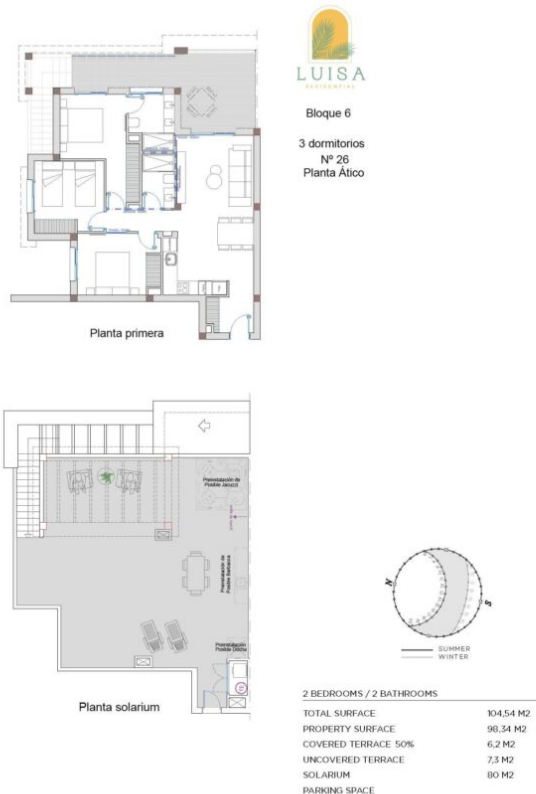 LUISA
RESIDENTIAL
Bloque 6
3 dormitorios
Nº 26
Planta Ático
Planta primera
Preinstalación de
Posible Jacuzzi
Preinstalación de
Posible Barbacoa
Preinstalación
Posible Ducha
Planta solarium
N
S
SUMMER
WINTER
2 BEDROOMS / 2 BATHROOMS
TOTAL SURFACE 104,54 M2
PROPERTY SURFACE 98,34 M2
COVERED TERRACE 50% 6,2 M2
UNCOVERED TERRACE 7,3 M2
SOLARIUM 80 M2
PARKING SPACE